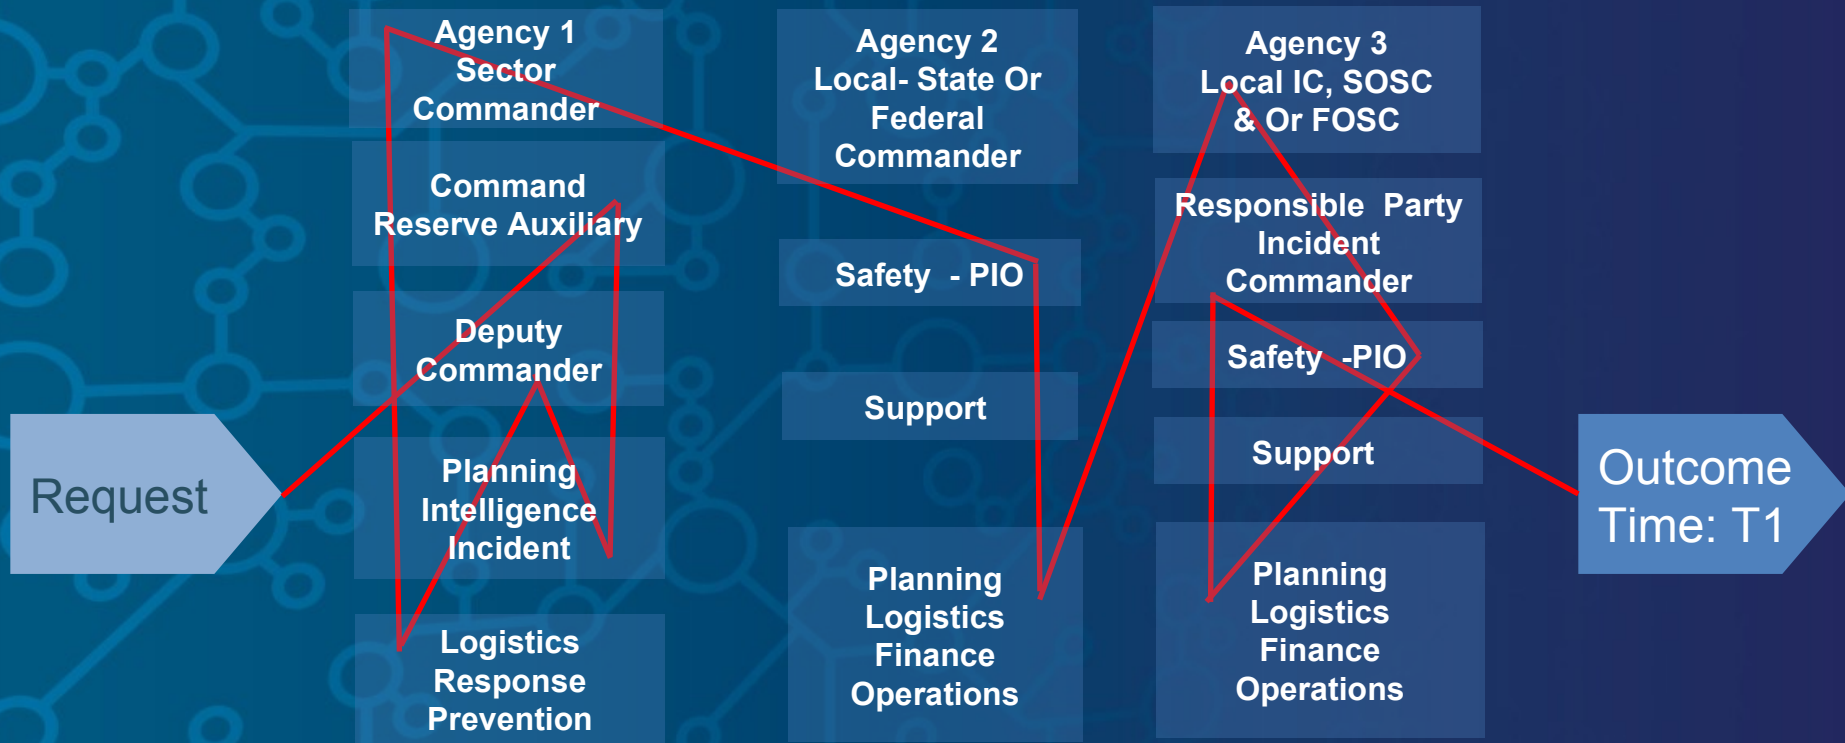 Request
Agency 1
Sector
Commander
Command
Reserve Auxiliary
Deputy
Commander
Planning
Intelligence
Incident
Logistics
Response
Prevention
Agency 2
Local- State Or
Federal
Commander
Safety - PIO
Support
Planning
Logistics
Finance
Operations
Agency 3
Local IC, SOSC
& Or FOSC
Responsible Party
Incident
Commander
Safety -PIO
Support
Planning
Logistics
Finance
Operations
Outcome
Time: T1